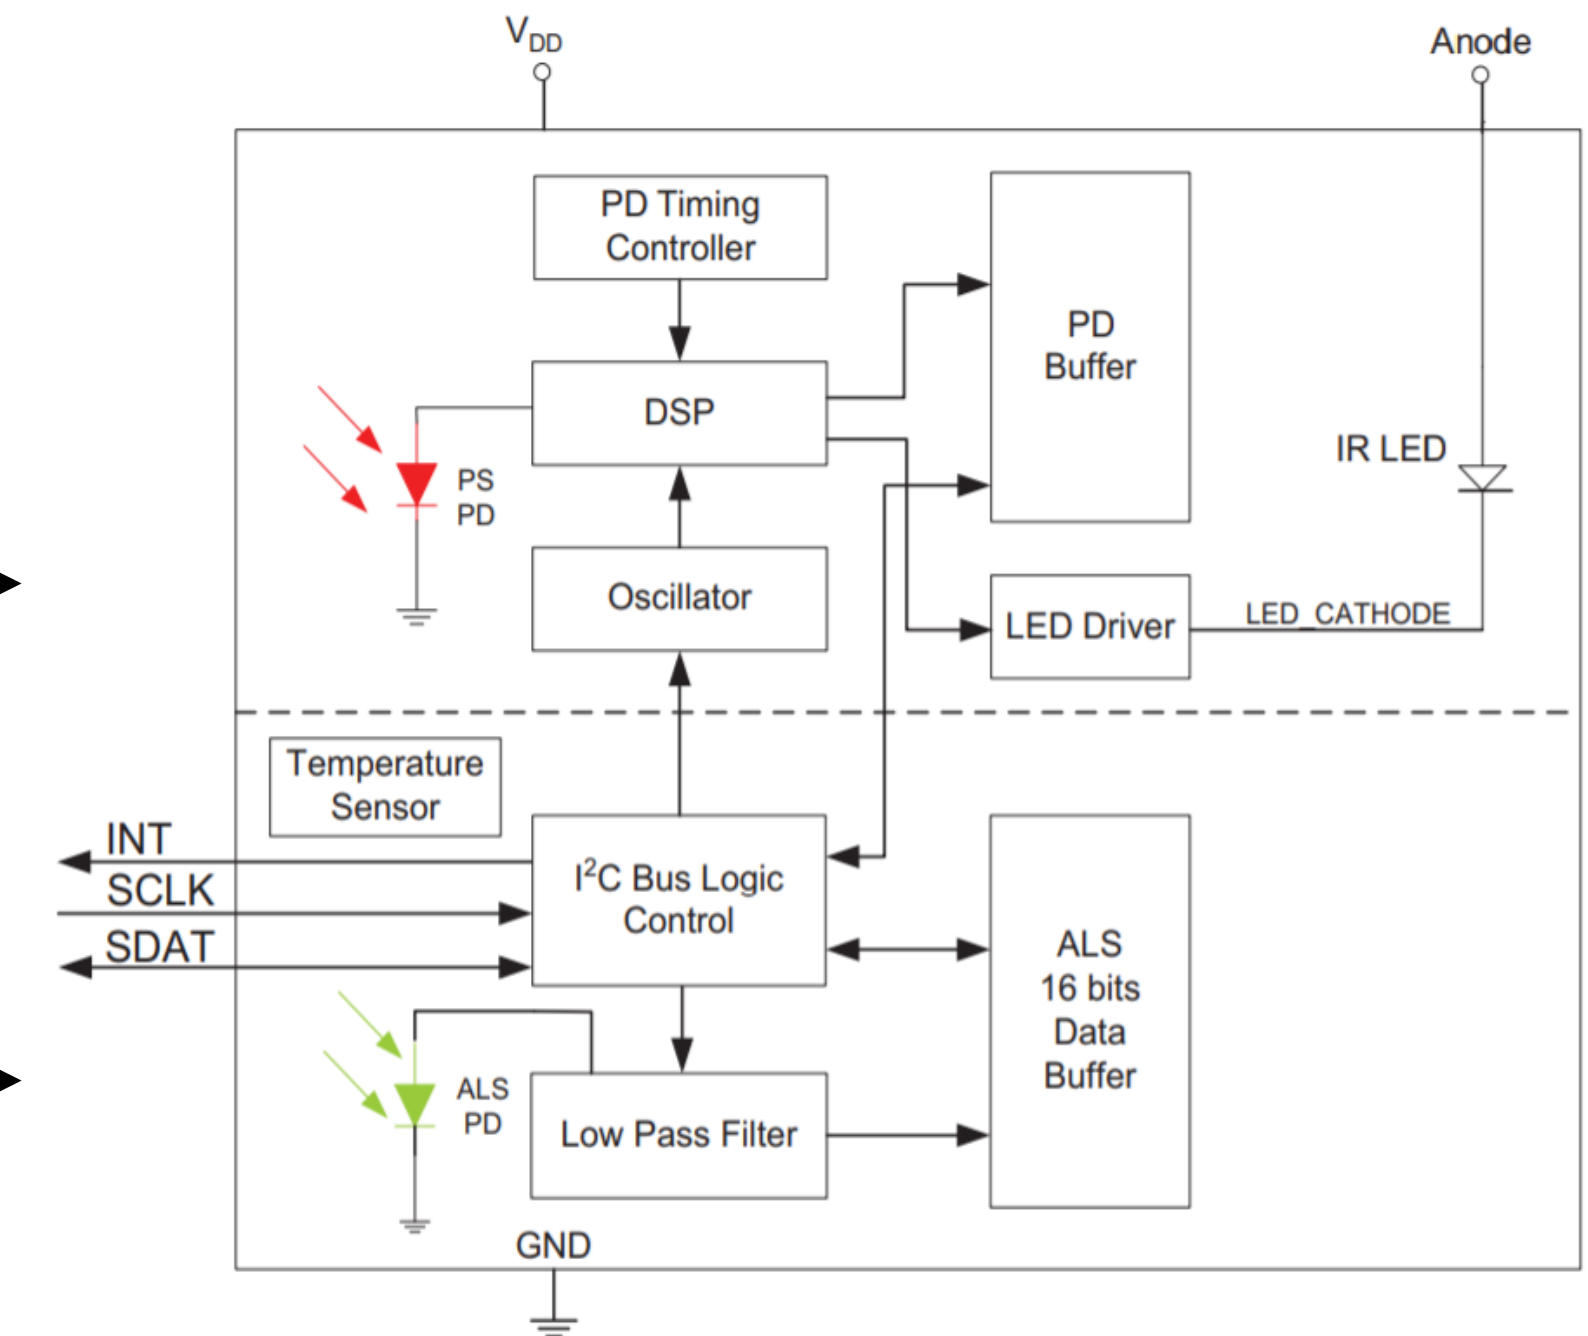 V_DD
Anode
PD Timing
Controller
PD
Buffer
DSP
IR LED
PS
PD
Oscillator
LED Driver
LED_CATHODE
Temperature
Sensor
INT
SCLK
SDAT
I²C Bus Logic
Control
ALS
16 bits
Data
Buffer
ALS
PD
Low Pass Filter
GND